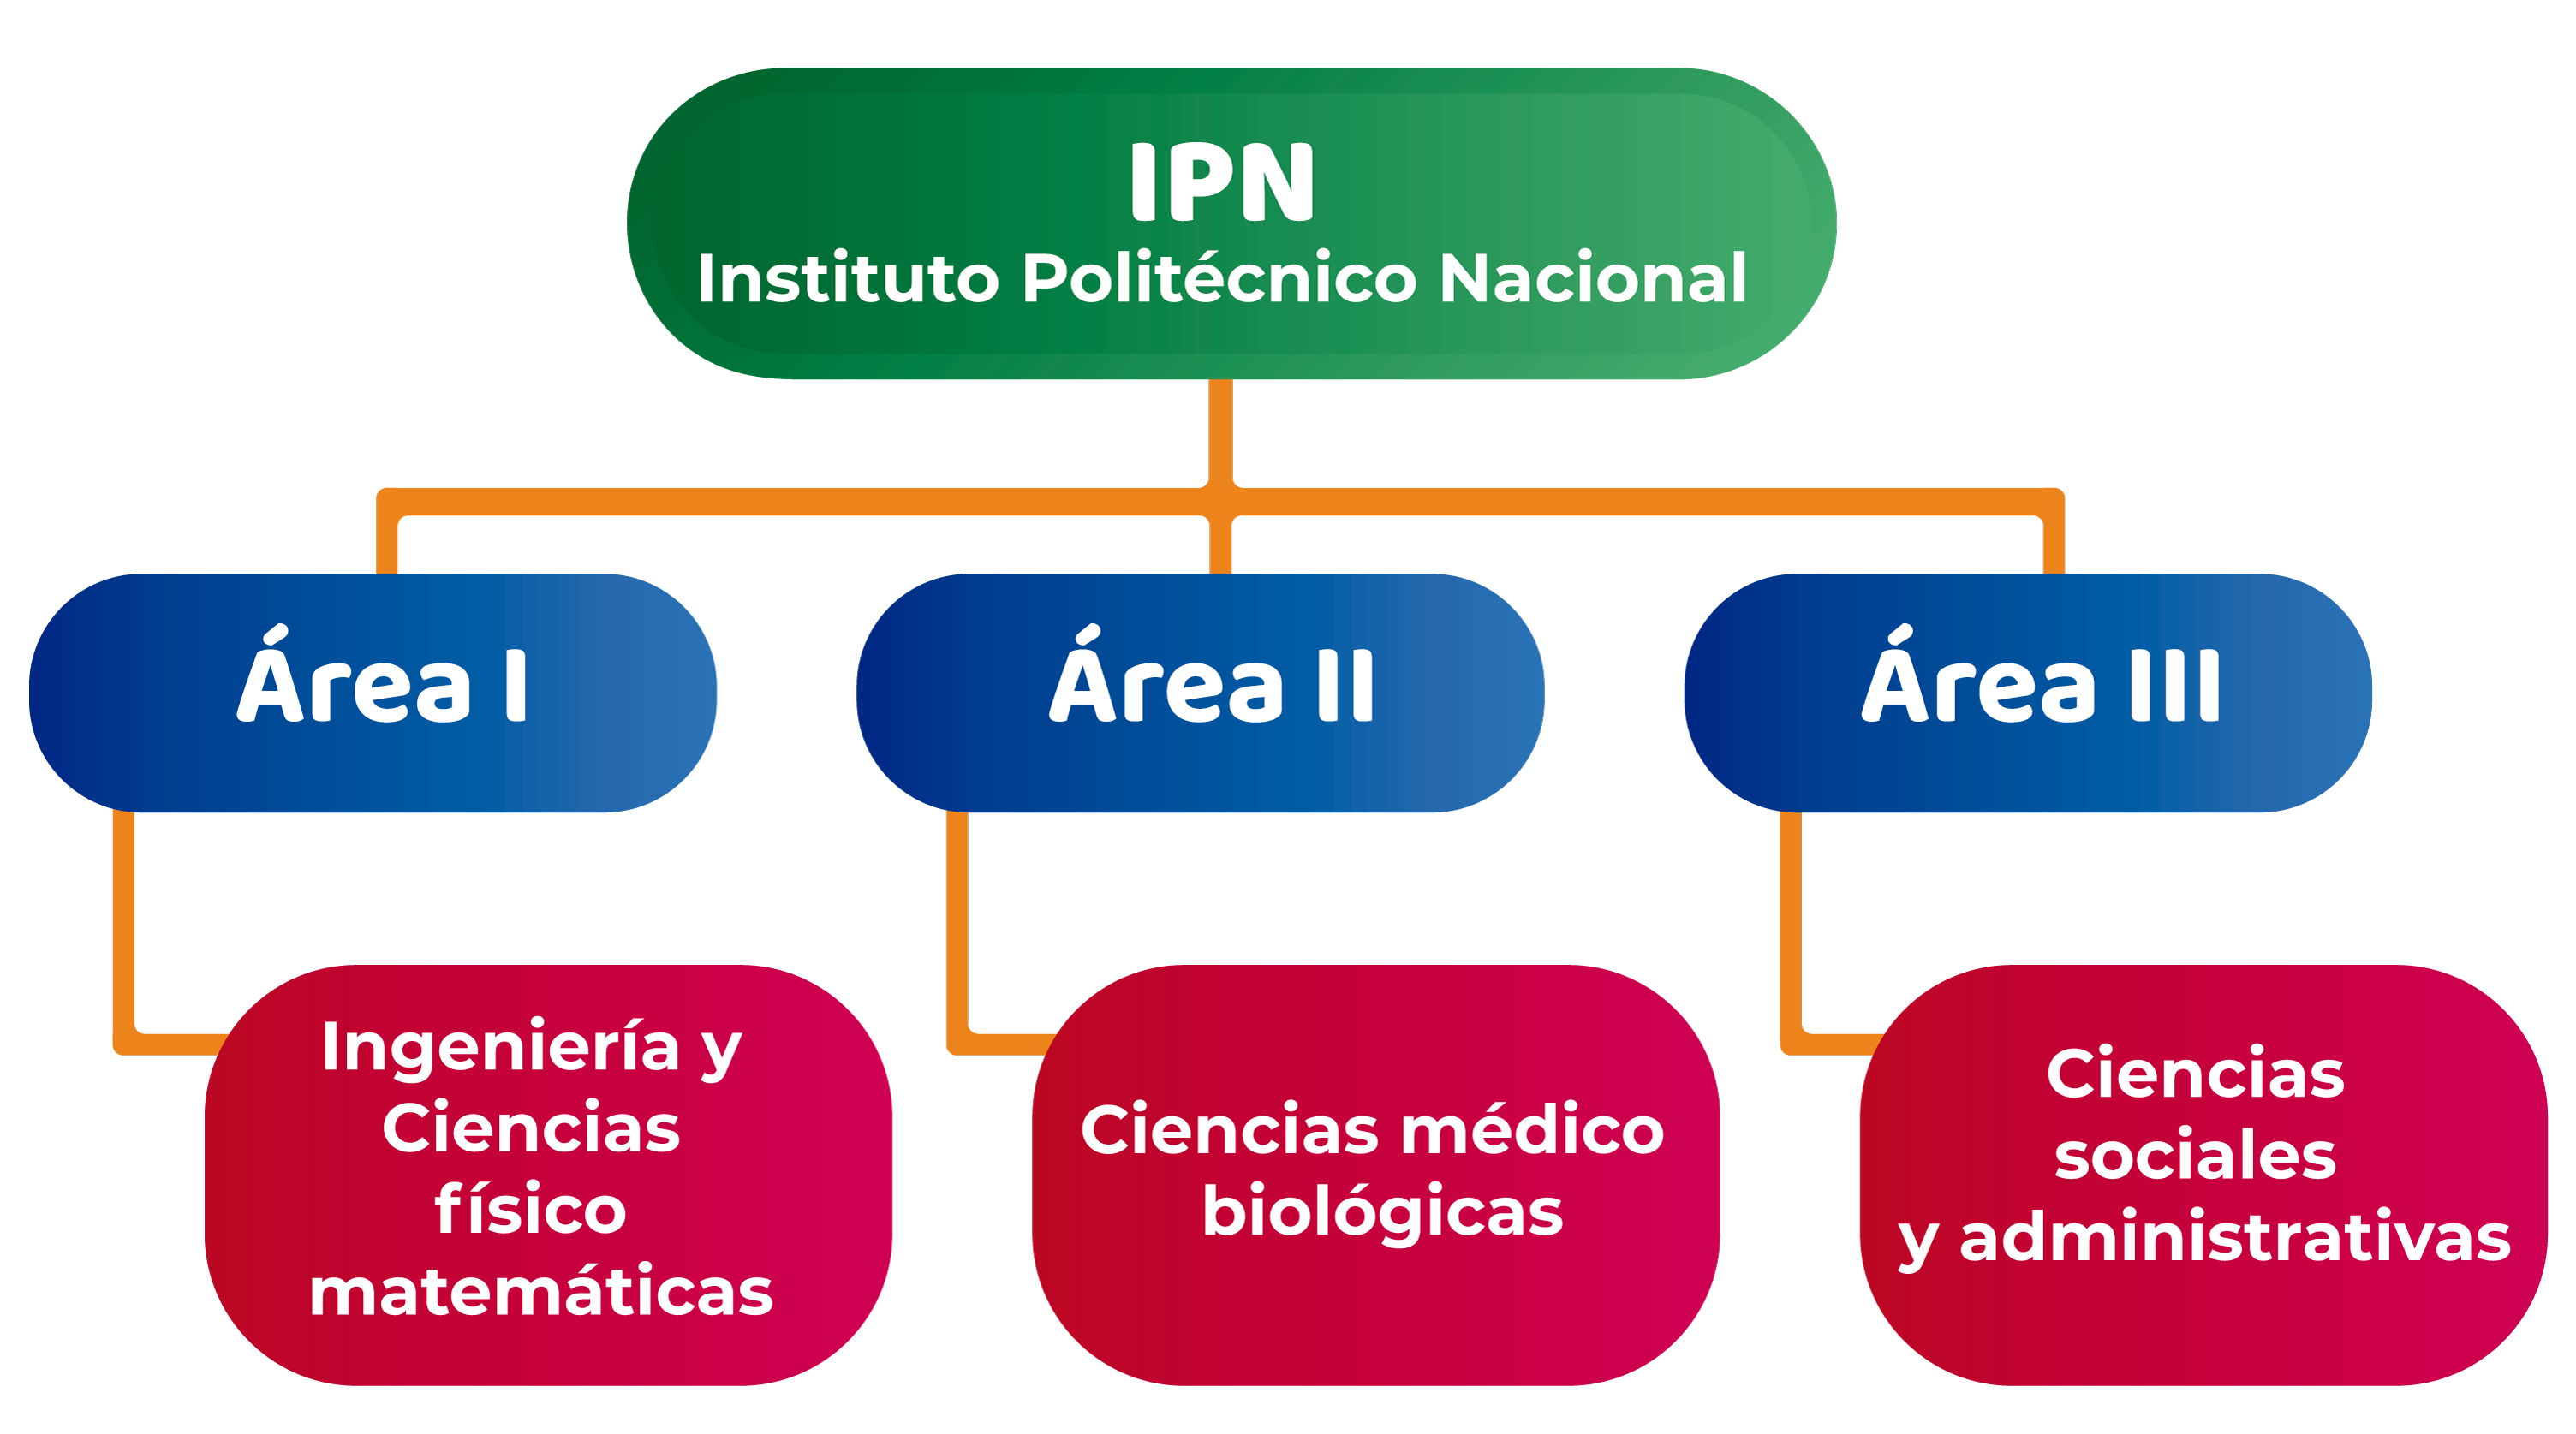 IPN
Instituto Politécnico Nacional
Área I
Área II
Área III
Ingeniería y
Ciencias
físico
matemáticas
Ciencias médico
biológicas
Ciencias
sociales
y administrativas